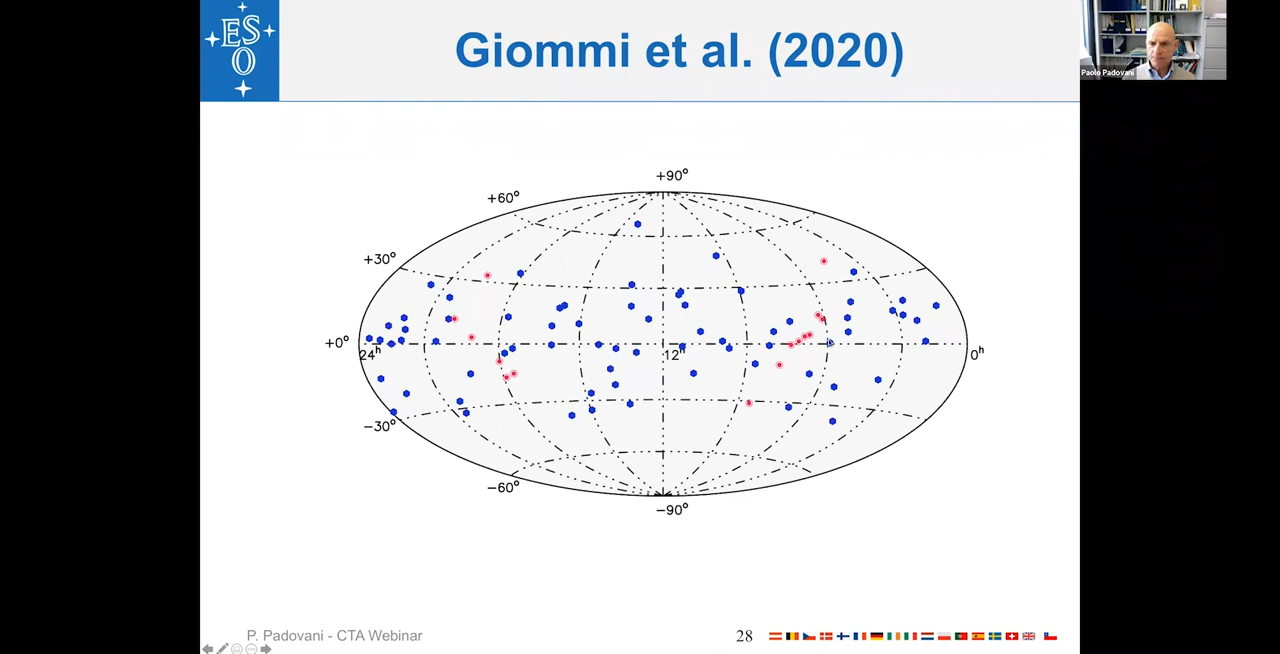 ESO
Giommi et al. (2020)
Paolo Padovani
+90°
+60°
+30°
+0°
24ʰ
12ʰ
0ʰ
−30°
−60°
−90°
P. Padovani - CTA Webinar
28